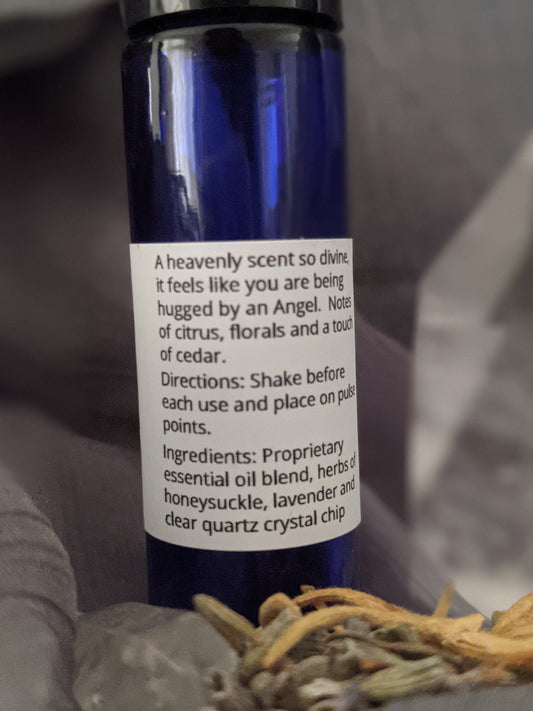 A heavenly scent so divine,
it feels like you are being
hugged by an Angel. Notes
of citrus, florals and a touch
of cedar.
Directions: Shake before
each use and place on pulse
points.
Ingredients: Proprietary
essential oil blend, herbs of
honeysuckle, lavender and
clear quartz crystal chip